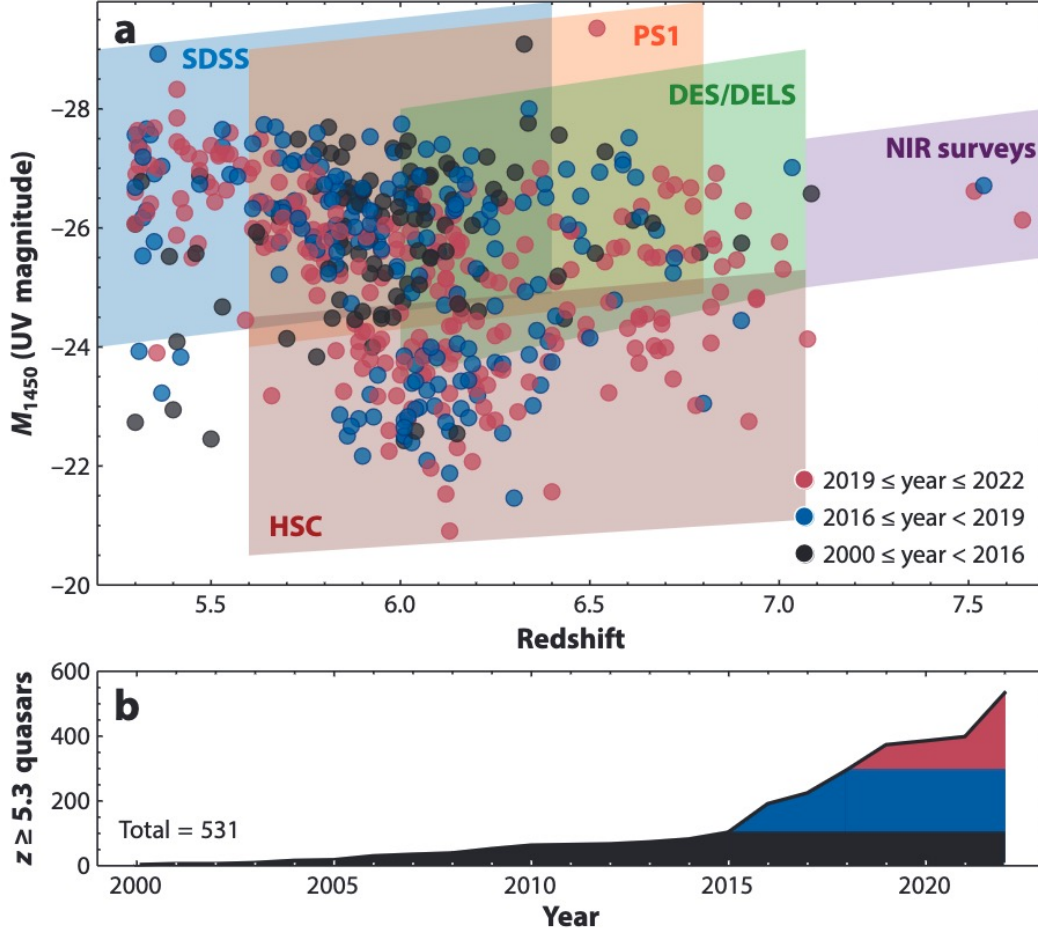 a
SDSS
PS1
DES/DELS
NIR surveys
HSC
−28
−26
−24
−22
−20
M1450 (UV magnitude)
2019 ≤ year ≤ 2022
2016 ≤ year < 2019
2000 ≤ year < 2016
5.5 6.0 6.5 7.0 7.5
Redshift
b
600
400
200
0
z ≥ 5.3 quasars
Total = 531
2000 2005 2010 2015 2020
Year